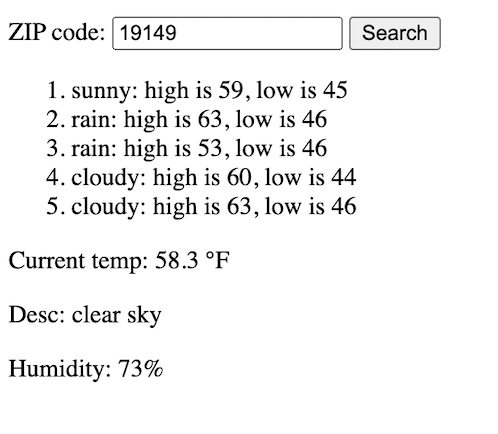 ZIP code: 19149 Search
1. sunny: high is 59, low is 45
2. rain: high is 63, low is 46
3. rain: high is 53, low is 46
4. cloudy: high is 60, low is 44
5. cloudy: high is 63, low is 46
Current temp: 58.3 °F
Desc: clear sky
Humidity: 73%